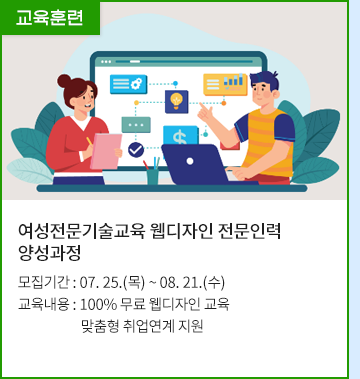 교육훈련
여성전문기술교육 웹디자인 전문인력
양성과정
모집기간 : 07. 25.(목) ~ 08. 21.(수)
교육내용 : 100% 무료 웹디자인 교육
맞춤형 취업연계 지원